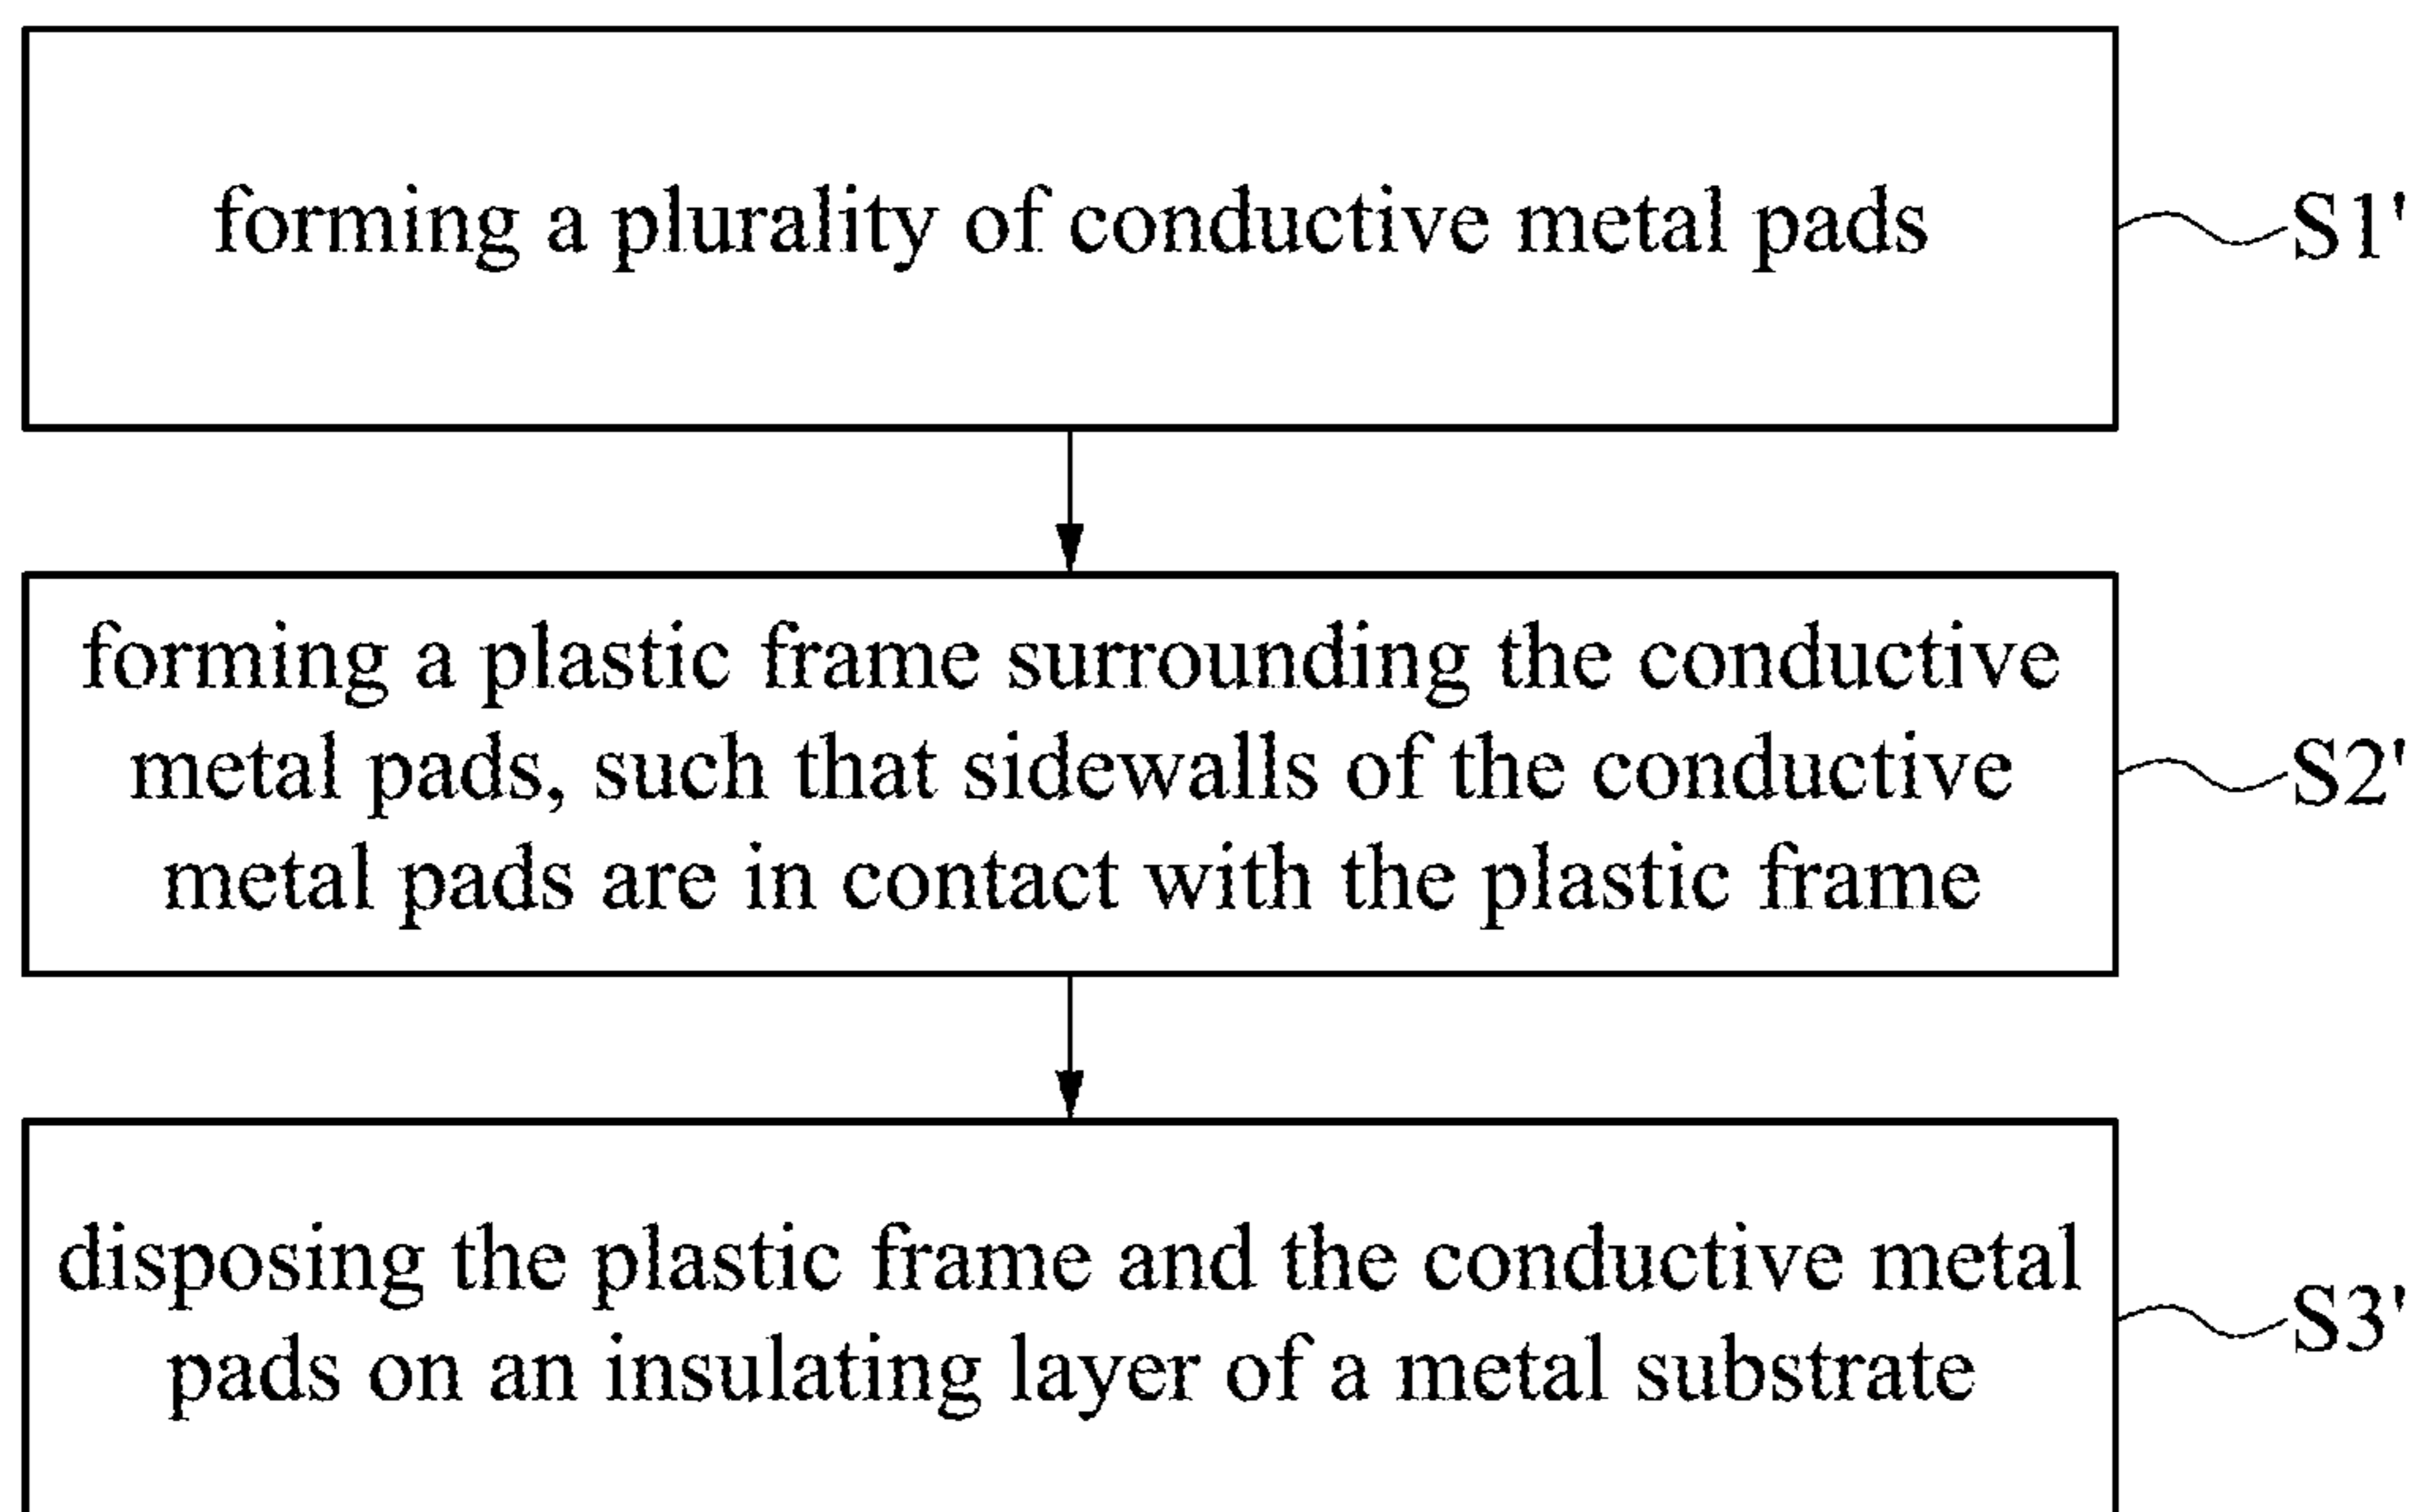 forming a plurality of conductive metal pads
S1'
forming a plastic frame surrounding the conductive
metal pads, such that sidewalls of the conductive
metal pads are in contact with the plastic frame
S2'
disposing the plastic frame and the conductive metal
pads on an insulating layer of a metal substrate
S3'